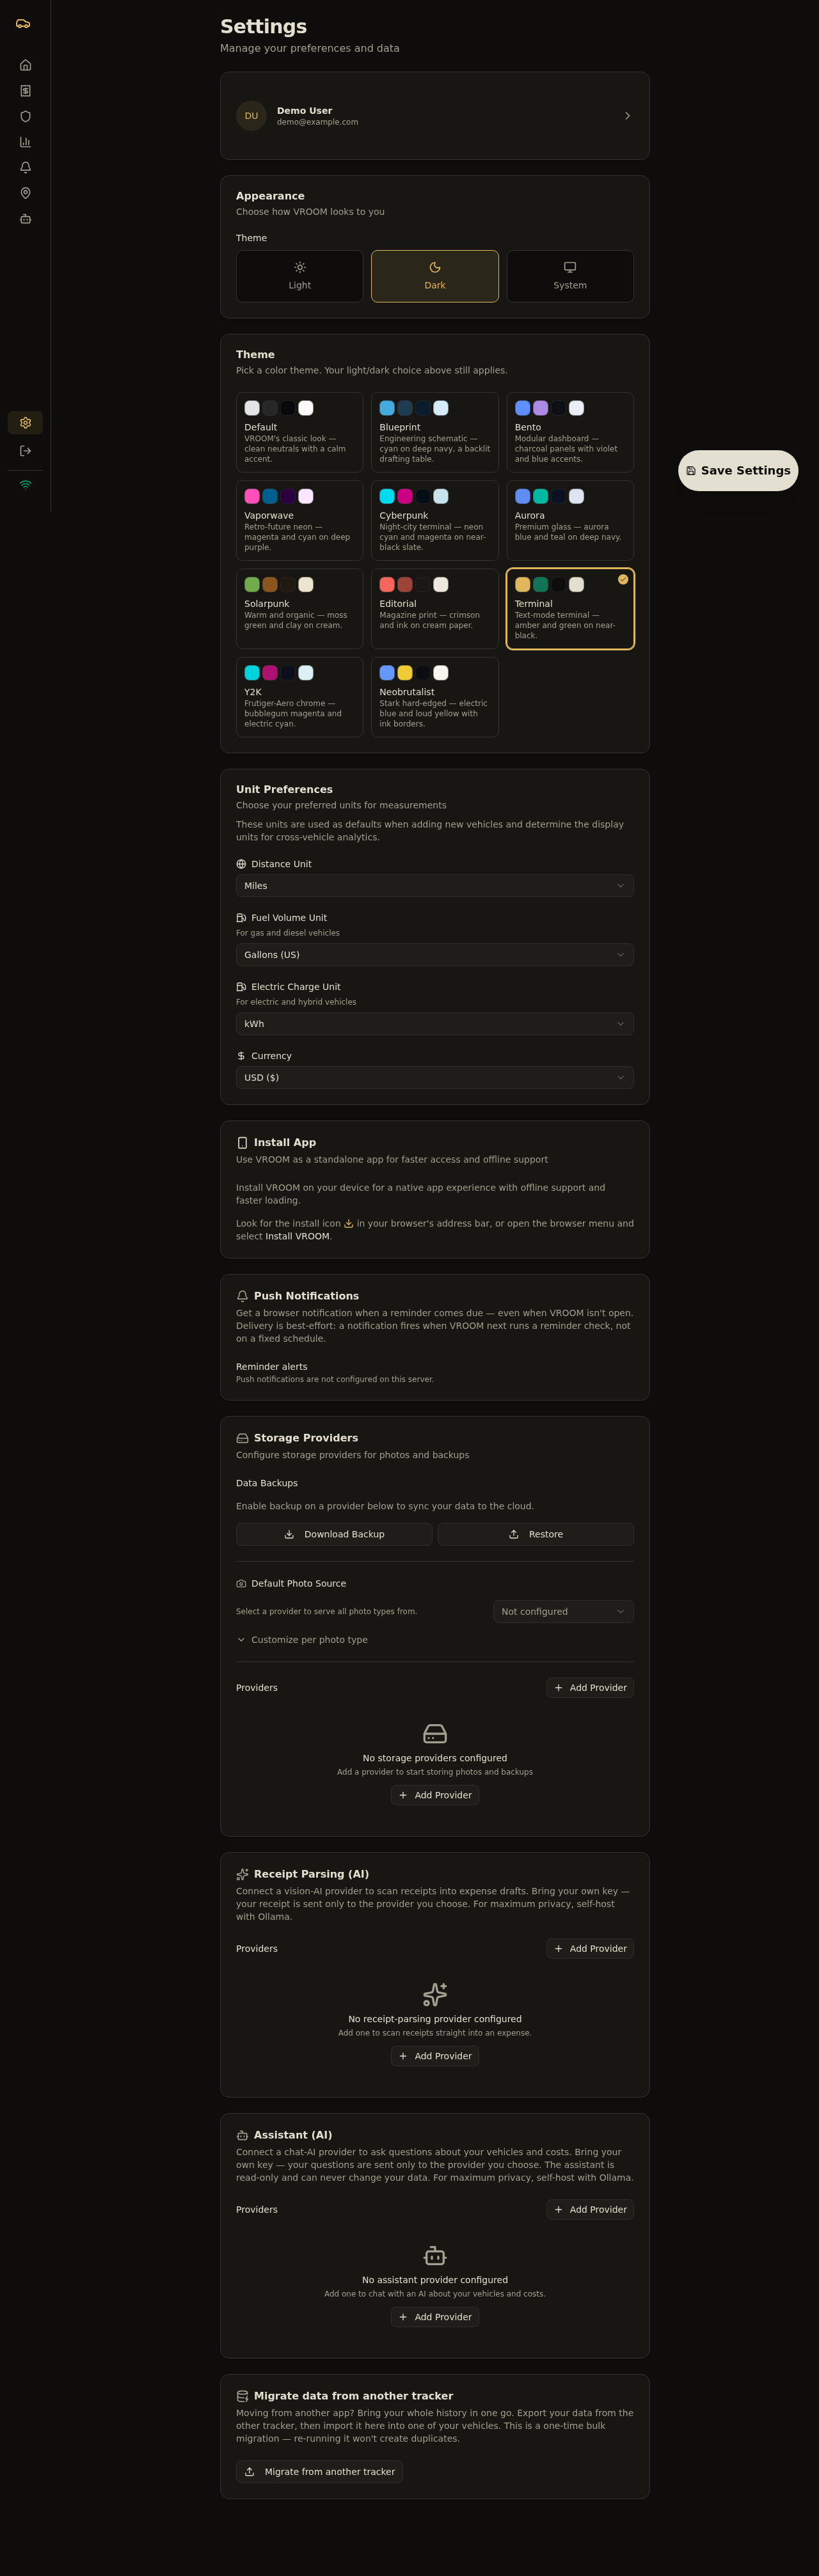 Settings
Manage your preferences and data
DU
Demo User
demo@example.com
Appearance
Choose how VROOM looks to you
Theme
Light
Dark
System
Theme
Pick a color theme. Your light/dark choice above still applies.
Default
VROOM's classic look —
clean neutrals with a calm
accent.
Blueprint
Engineering schematic —
cyan on deep navy, a backlit
drafting table.
Bento
Modular dashboard —
charcoal panels with violet
and blue accents.
Save Settings
Vaporwave
Retro-future neon —
magenta and cyan on deep
purple.
Cyberpunk
Night-city terminal — neon
cyan and magenta on near-
black slate.
Aurora
Premium glass — aurora
blue and teal on deep navy.
Solarpunk
Warm and organic — moss
green and clay on cream.
Editorial
Magazine print — crimson
and ink on cream paper.
Terminal
Text-mode terminal —
amber and green on near-
black.
Y2K
Frutiger-Aero chrome —
bubblegum magenta and
electric cyan.
Neobrutalist
Stark hard-edged — electric
blue and loud yellow with
ink borders.
Unit Preferences
Choose your preferred units for measurements
These units are used as defaults when adding new vehicles and determine the display
units for cross-vehicle analytics.
Distance Unit
Miles
Fuel Volume Unit
For gas and diesel vehicles
Gallons (US)
Electric Charge Unit
For electric and hybrid vehicles
kWh
Currency
USD ($)
Install App
Use VROOM as a standalone app for faster access and offline support
Install VROOM on your device for a native app experience with offline support and
faster loading.
Look for the install icon in your browser's address bar, or open the browser menu and
select Install VROOM.
Push Notifications
Get a browser notification when a reminder comes due — even when VROOM isn't open.
Delivery is best-effort: a notification fires when VROOM next runs a reminder check, not
on a fixed schedule.
Reminder alerts
Push notifications are not configured on this server.
Storage Providers
Configure storage providers for photos and backups
Data Backups
Enable backup on a provider below to sync your data to the cloud.
Download Backup
Restore
Default Photo Source
Select a provider to serve all photo types from.
Not configured
Customize per photo type
Providers
Add Provider
No storage providers configured
Add a provider to start storing photos and backups
Add Provider
Receipt Parsing (AI)
Connect a vision-AI provider to scan receipts into expense drafts. Bring your own key —
your receipt is sent only to the provider you choose. For maximum privacy, self-host
with Ollama.
Providers
Add Provider
No receipt-parsing provider configured
Add one to scan receipts straight into an expense.
Add Provider
Assistant (AI)
Connect a chat-AI provider to ask questions about your vehicles and costs. Bring your
own key — your questions are sent only to the provider you choose. The assistant is
read-only and can never change your data. For maximum privacy, self-host with Ollama.
Providers
Add Provider
No assistant provider configured
Add one to chat with an AI about your vehicles and costs.
Add Provider
Migrate data from another tracker
Moving from another app? Bring your whole history in one go. Export your data from the
other tracker, then import it here into one of your vehicles. This is a one-time bulk
migration — re-running it won't create duplicates.
Migrate from another tracker